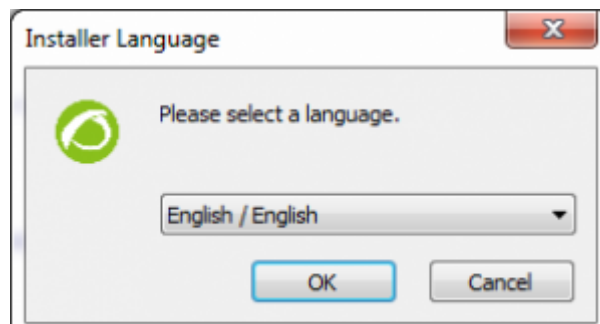 Installer Language
Please select a language.
English / English
OK
Cancel